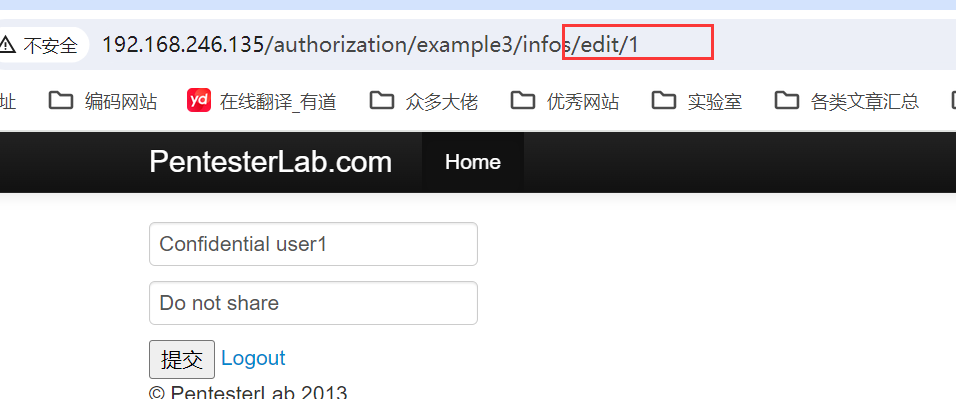 不安全 192.168.246.135/authorization/example3/infos/edit/1
址 编码网站 yd 在线翻译_有道 众多大佬 优秀网站 实验室 各类文章汇总
PentesterLab.com Home
Confidential user1
Do not share
提交 Logout
© PentesterLab 2013